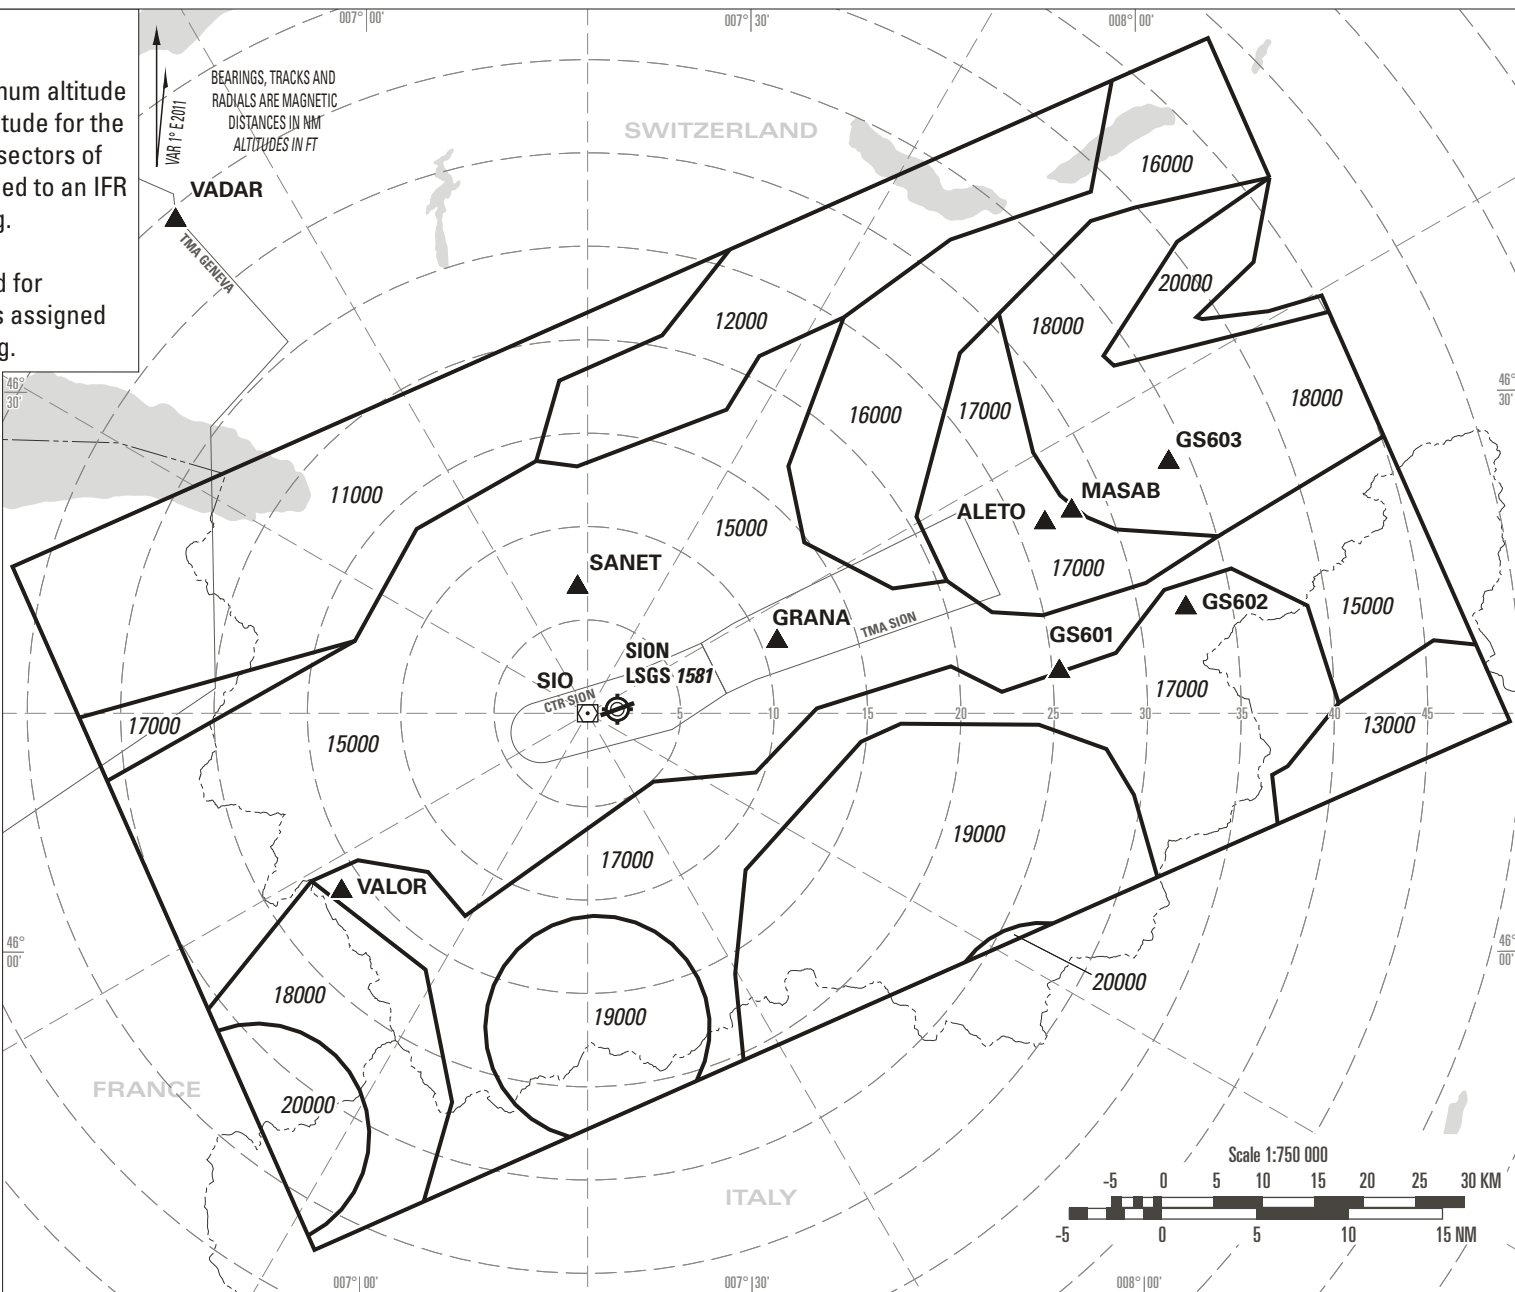 007° 00'
007° 30'
008° 00'
num altitude
tude for the
sectors of
ed to an IFR
g.
d for
s assigned
g.
VAR 1° E 2011
BEARINGS, TRACKS AND
RADIALS ARE MAGNETIC
DISTANCES IN NM
ALTITUDES IN FT
SWITZERLAND
16000
VADAR
TMA GENEVA
20000
12000
18000
46°
30'
46°
30'
16000
17000
18000
GS603
MASAB
ALETO
11000
15000
17000
SANET
GS602
15000
GRANA
TMA SION
GS601
SION
LSGS 1581
SIO
CTR SION
17000
17000
15000
5
10
15
20
25
30
35
40
45
13000
19000
17000
VALOR
46°
00'
46°
00'
18000
20000
19000
FRANCE
20000
ITALY
Scale 1:750 000
-5 0 5 10 15 20 25 30 KM
-5 0 5 10 15 NM
007° 00'
007° 30'
008° 00'